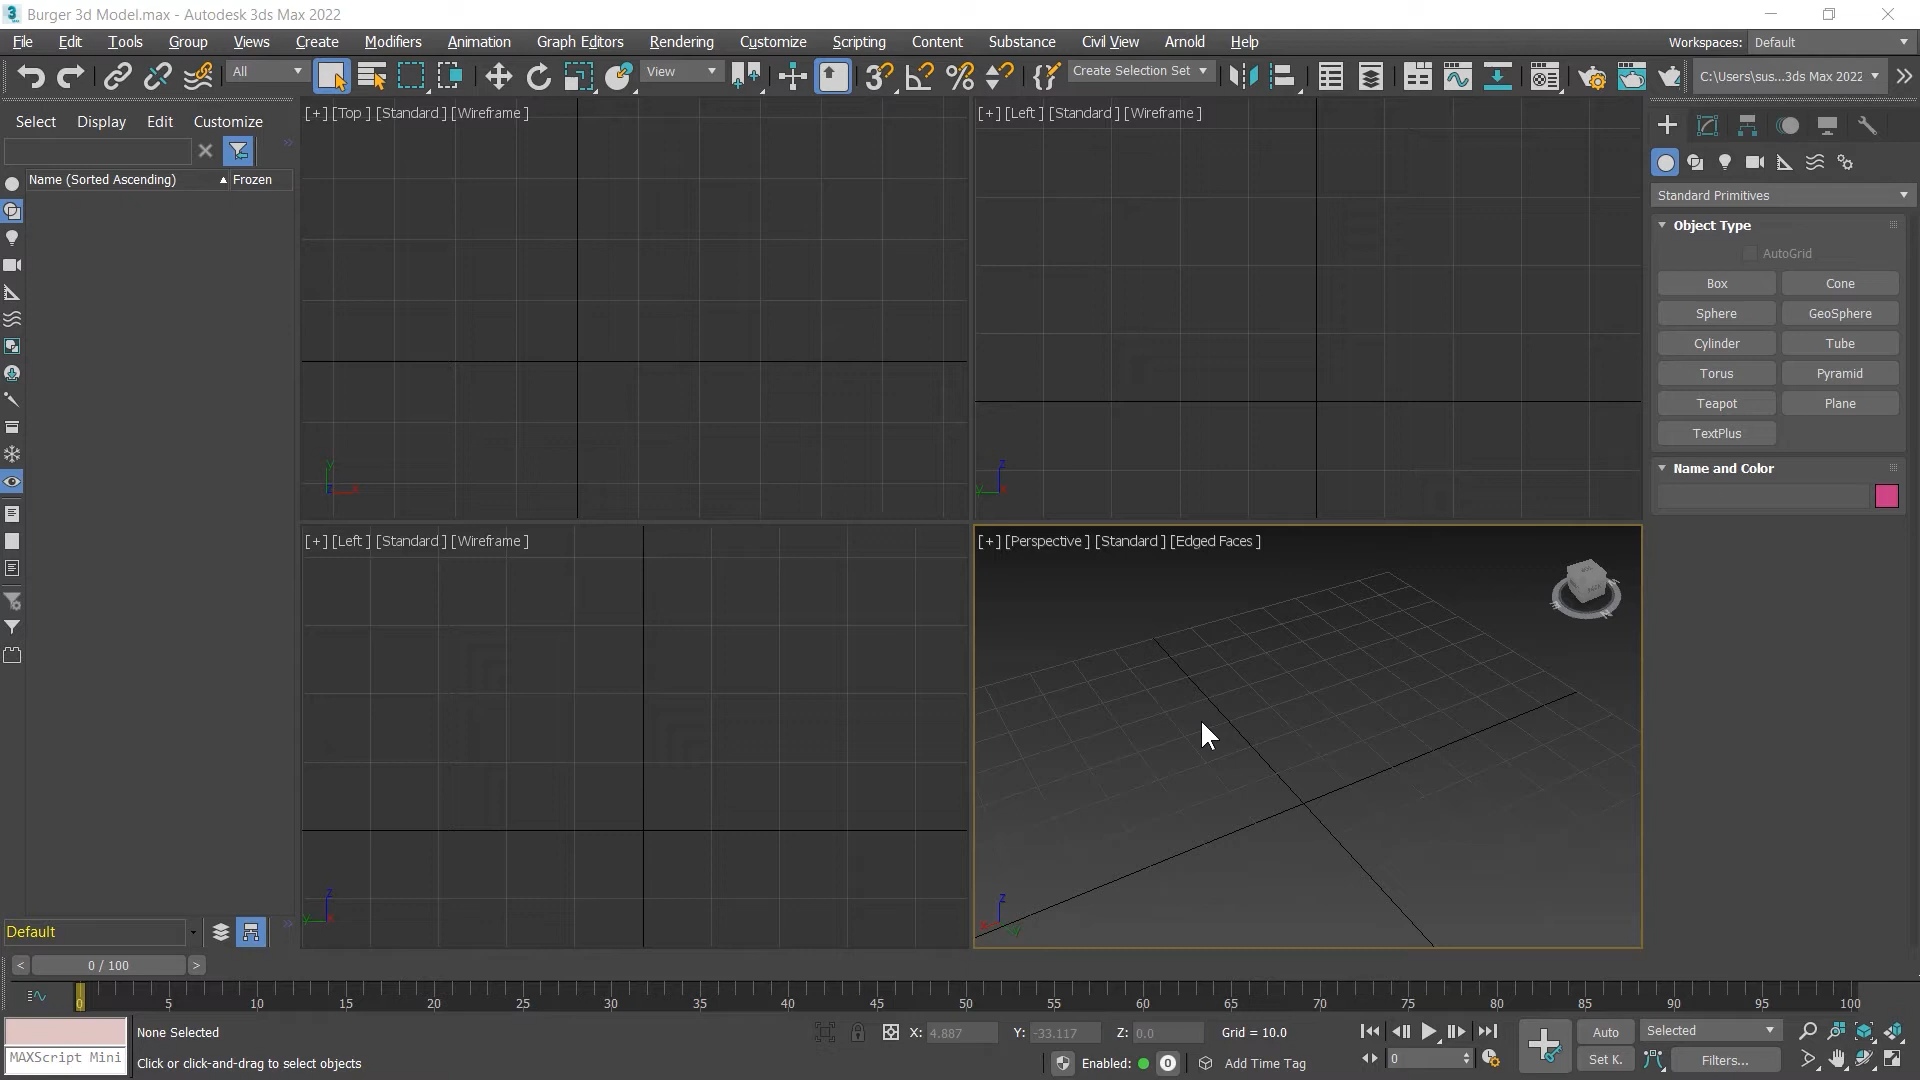 Burger 3d Model.max - Autodesk 3ds Max 2022
File Edit Tools Group Views Create Modifiers Animation Graph Editors Rendering Customize Scripting Content Substance Civil View Arnold Help Workspaces: Default
All View Create Selection Set C:\Users\sus...3ds Max 2022
Select Display Edit Customize
Name (Sorted Ascending) Frozen
[+] [Top ] [Standard ] [Wireframe ]
[+] [Left ] [Standard ] [Wireframe ]
[+] [Left ] [Standard ] [Wireframe ]
[+] [Perspective ] [Standard ] [Edged Faces ]
Standard Primitives
Object Type
AutoGrid
Box Cone
Sphere GeoSphere
Cylinder Tube
Torus Pyramid
Teapot Plane
TextPlus
Name and Color
Default
< 0 / 100 >
0 5 10 15 20 25 30 35 40 45 50 55 60 65 70 75 80 85 90 95 100
None Selected X: 4.887 Y: -33.117 Z: 0.0 Grid = 10.0 Auto Selected
MAXScript Mini Click or click-and-drag to select objects Enabled: 0 Add Time Tag 0 Set K. Filters...